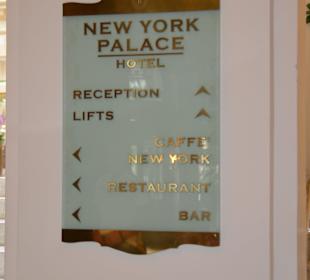 NEW YORK
PALACE
HOTEL
RECEPTION
LIFTS
CAFFE
NEW YORK
RESTAURANT
BAR